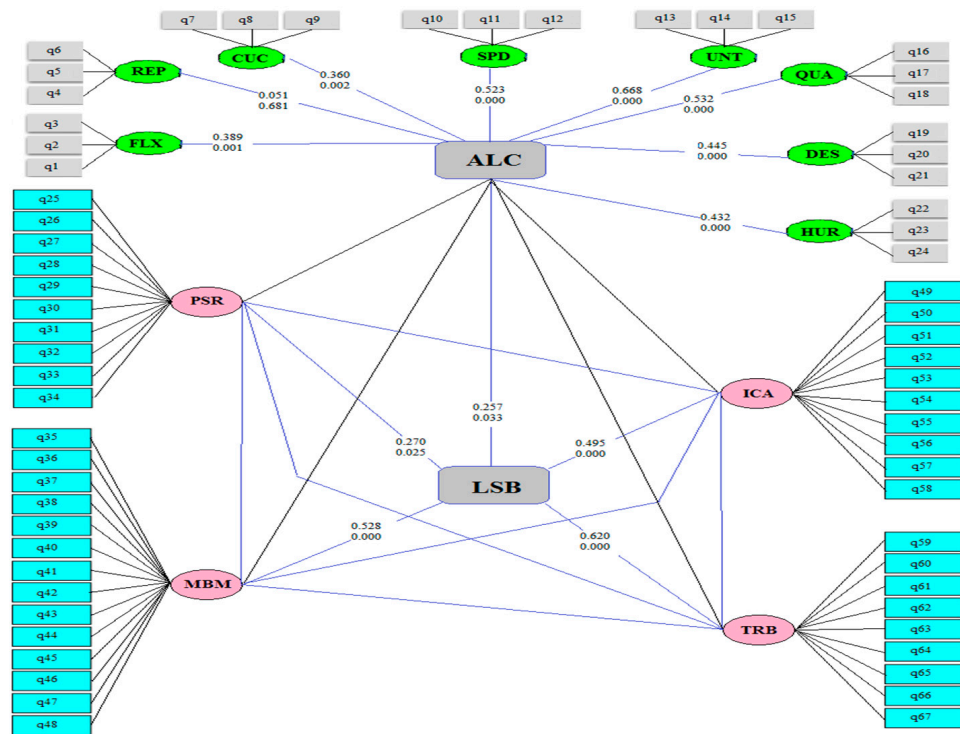 q7
q8
q9
q10
q11
q12
q13
q14
q15
q6
q5
q4
REP
CUC
SPD
UNT
QUA
q16
q17
q18
0.360
0.002
0.051
0.681
0.523
0.000
0.668
0.000
0.532
0.000
q3
q2
q1
FLX
0.389
0.001
ALC
0.445
0.000
DES
q19
q20
q21
0.432
0.000
HUR
q22
q23
q24
q25
q26
q27
q28
q29
q30
q31
q32
q33
q34
PSR
q49
q50
q51
q52
q53
q54
q55
q56
q57
q58
ICA
0.257
0.033
0.270
0.025
0.495
0.000
LSB
0.528
0.000
0.620
0.000
q35
q36
q37
q38
q39
q40
q41
q42
q43
q44
q45
q46
q47
q48
MBM
TRB
q59
q60
q61
q62
q63
q64
q65
q66
q67